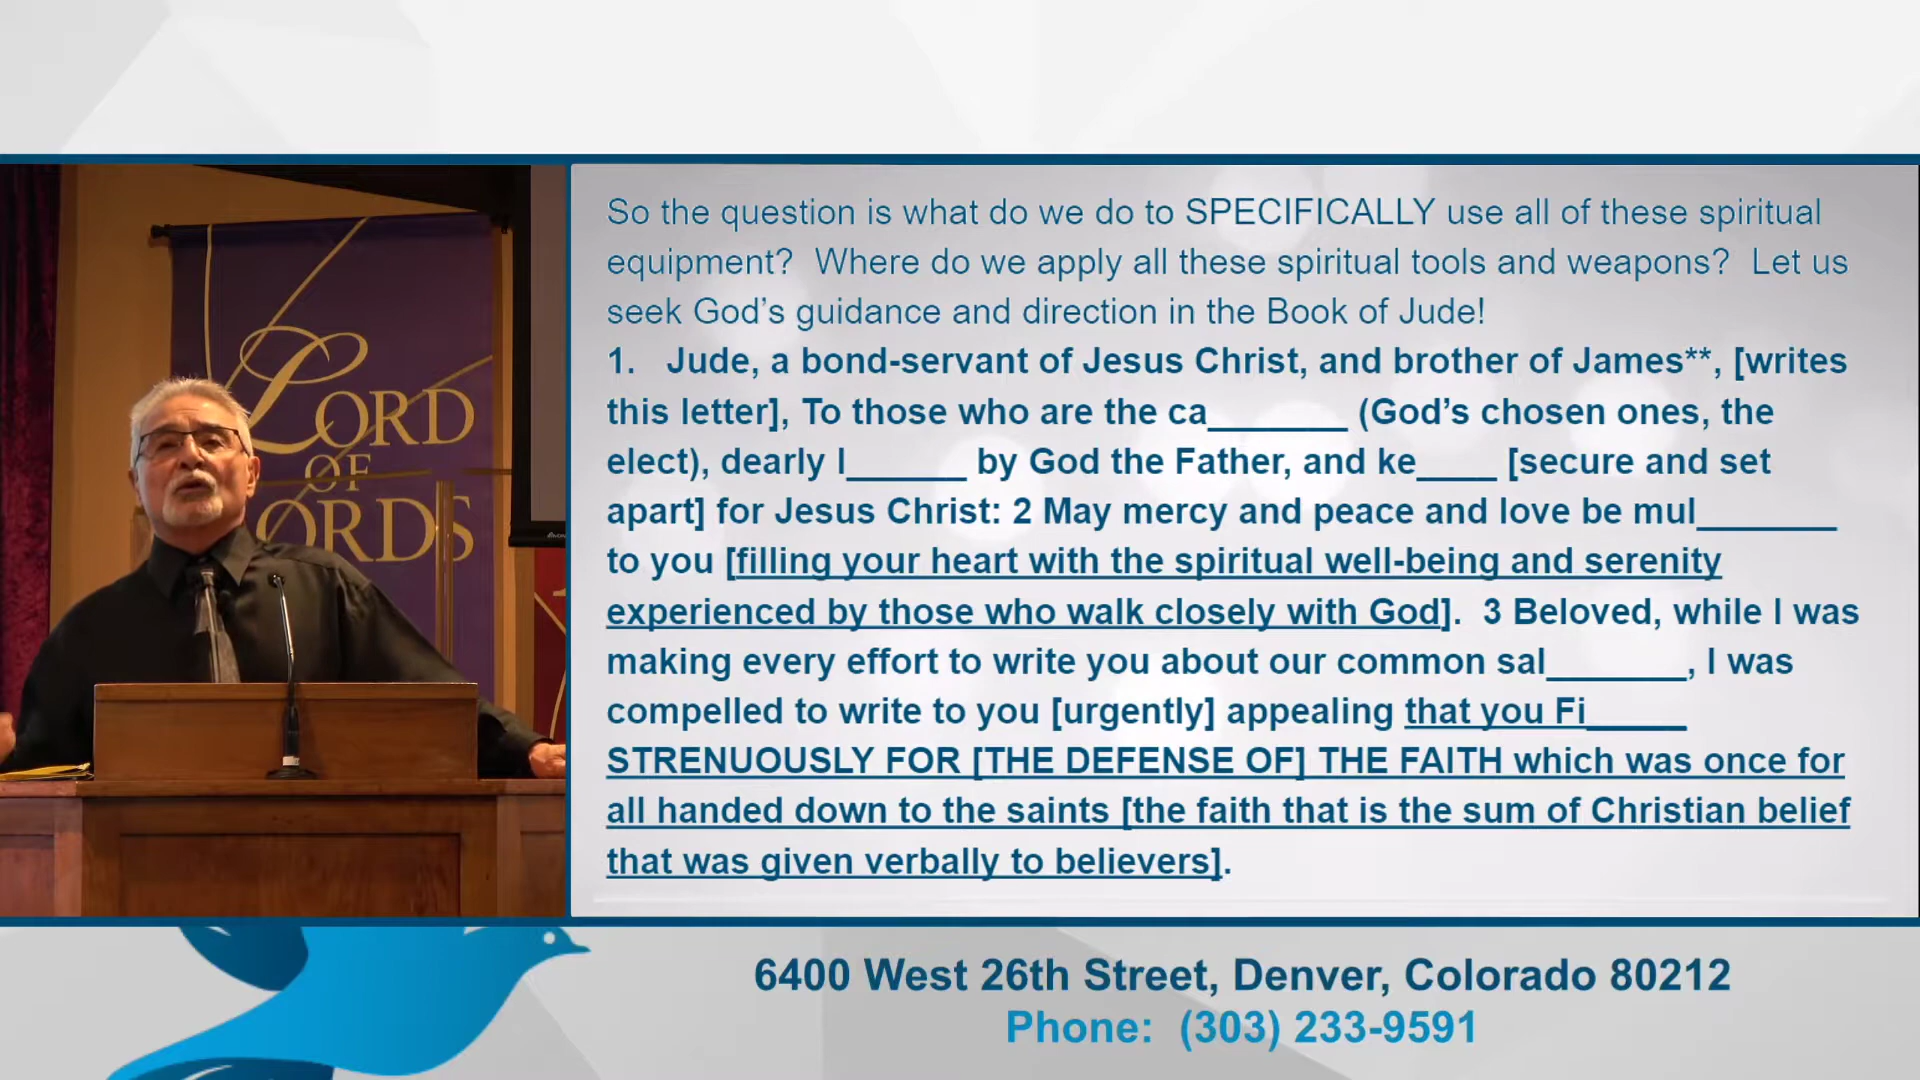 LORD
OF
LORDS
So the question is what do we do to SPECIFICALLY use all of these spiritual
equipment?  Where do we apply all these spiritual tools and weapons?  Let us
seek God’s guidance and direction in the Book of Jude!
1.   Jude, a bond-servant of Jesus Christ, and brother of James**, [writes
this letter], To those who are the ca_______ (God’s chosen ones, the
elect), dearly l______ by God the Father, and ke____ [secure and set
apart] for Jesus Christ: 2 May mercy and peace and love be mul_______
to you [filling your heart with the spiritual well-being and serenity
experienced by those who walk closely with God].  3 Beloved, while I was
making every effort to write you about our common sal_______, I was
compelled to write to you [urgently] appealing that you Fi_____
STRENUOUSLY FOR [THE DEFENSE OF] THE FAITH which was once for
all handed down to the saints [the faith that is the sum of Christian belief
that was given verbally to believers].
6400 West 26th Street, Denver, Colorado 80212
Phone:  (303) 233-9591